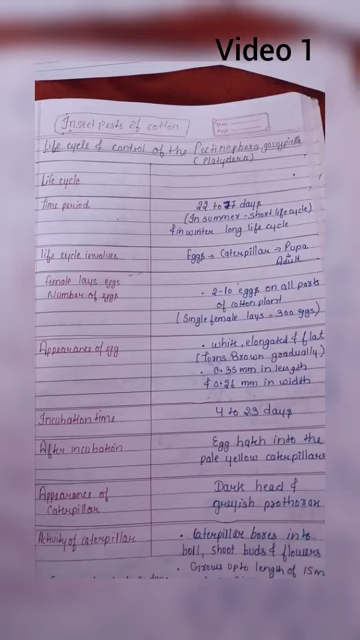 Video 1
Insect pests of cotton
Life cycle & control of the Pectinophora gossypiella
(Platydera)
Life cycle
Time period
22 to 77 days
(In summer - short life cycle)
& in winter long life cycle
life cycle involves
Eggs → Caterpillar → Pupa
Adult
Female lays eggs
Number of eggs
• 2-10 eggs on all parts
of cotton plant
(Single female lays = 300 eggs)
Appearance of egg
• White, elongated & flat
(Torns Brown gradually)
• 0.35 mm in length
& 0.26 mm in width
Incubation time
4 to 23 days
After incubation
Egg hatch into the
pale yellow caterpillars
Appearance of
Caterpillar
Dark head &
greyish prothorax
Activity of caterpillar
• Caterpillar bores into
boll, shoot buds & flowers
• Grows upto length of 15m